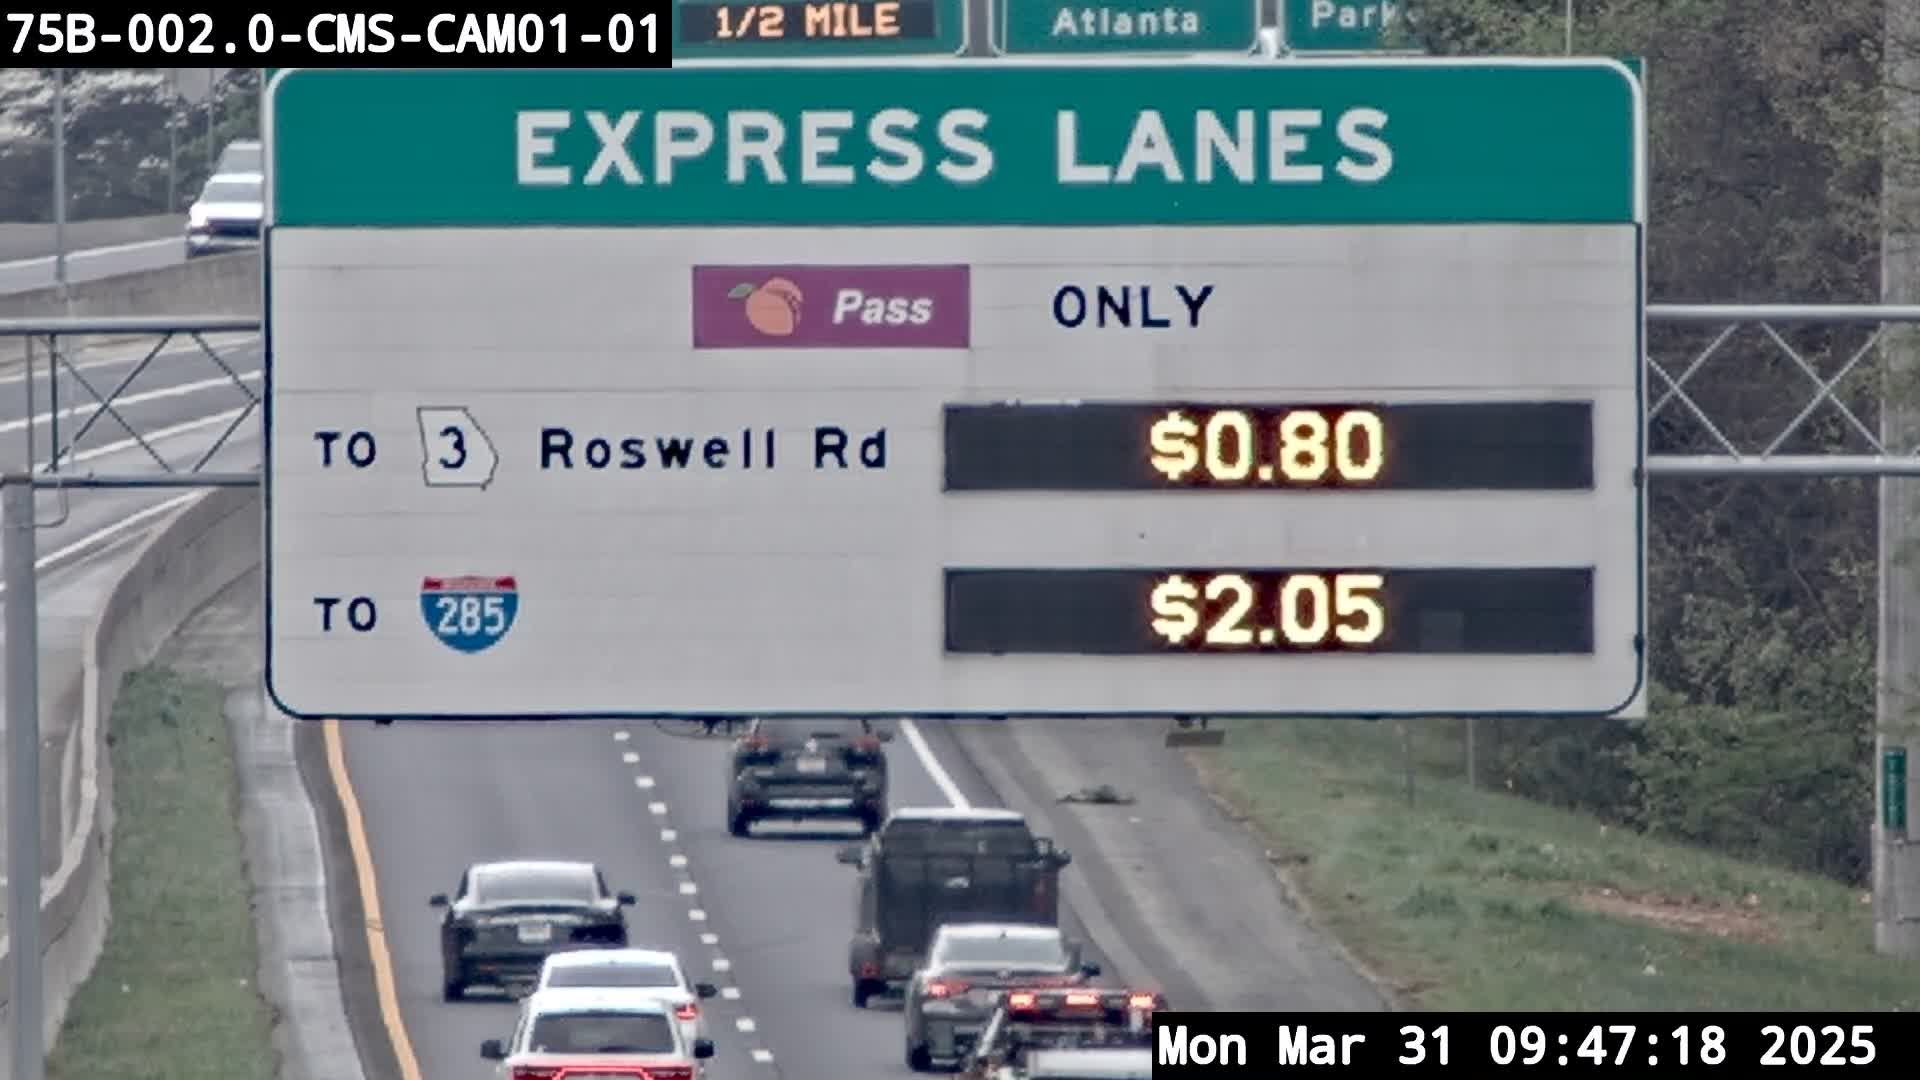 75B-002.0-CMS-CAM01-01
1/2 MILE
Atlanta
Park
EXPRESS LANES
Pass ONLY
TO 3 Roswell Rd $0.80
TO 285 $2.05
Mon Mar 31 09:47:18 2025